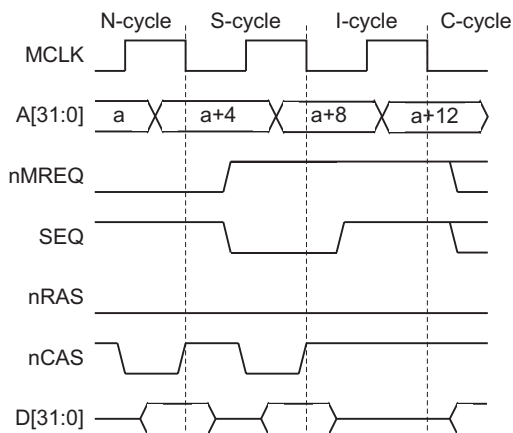 N-cycle S-cycle I-cycle C-cycle
MCLK
A[31:0] a a+4 a+8 a+12
nMREQ
SEQ
nRAS
nCAS
D[31:0]